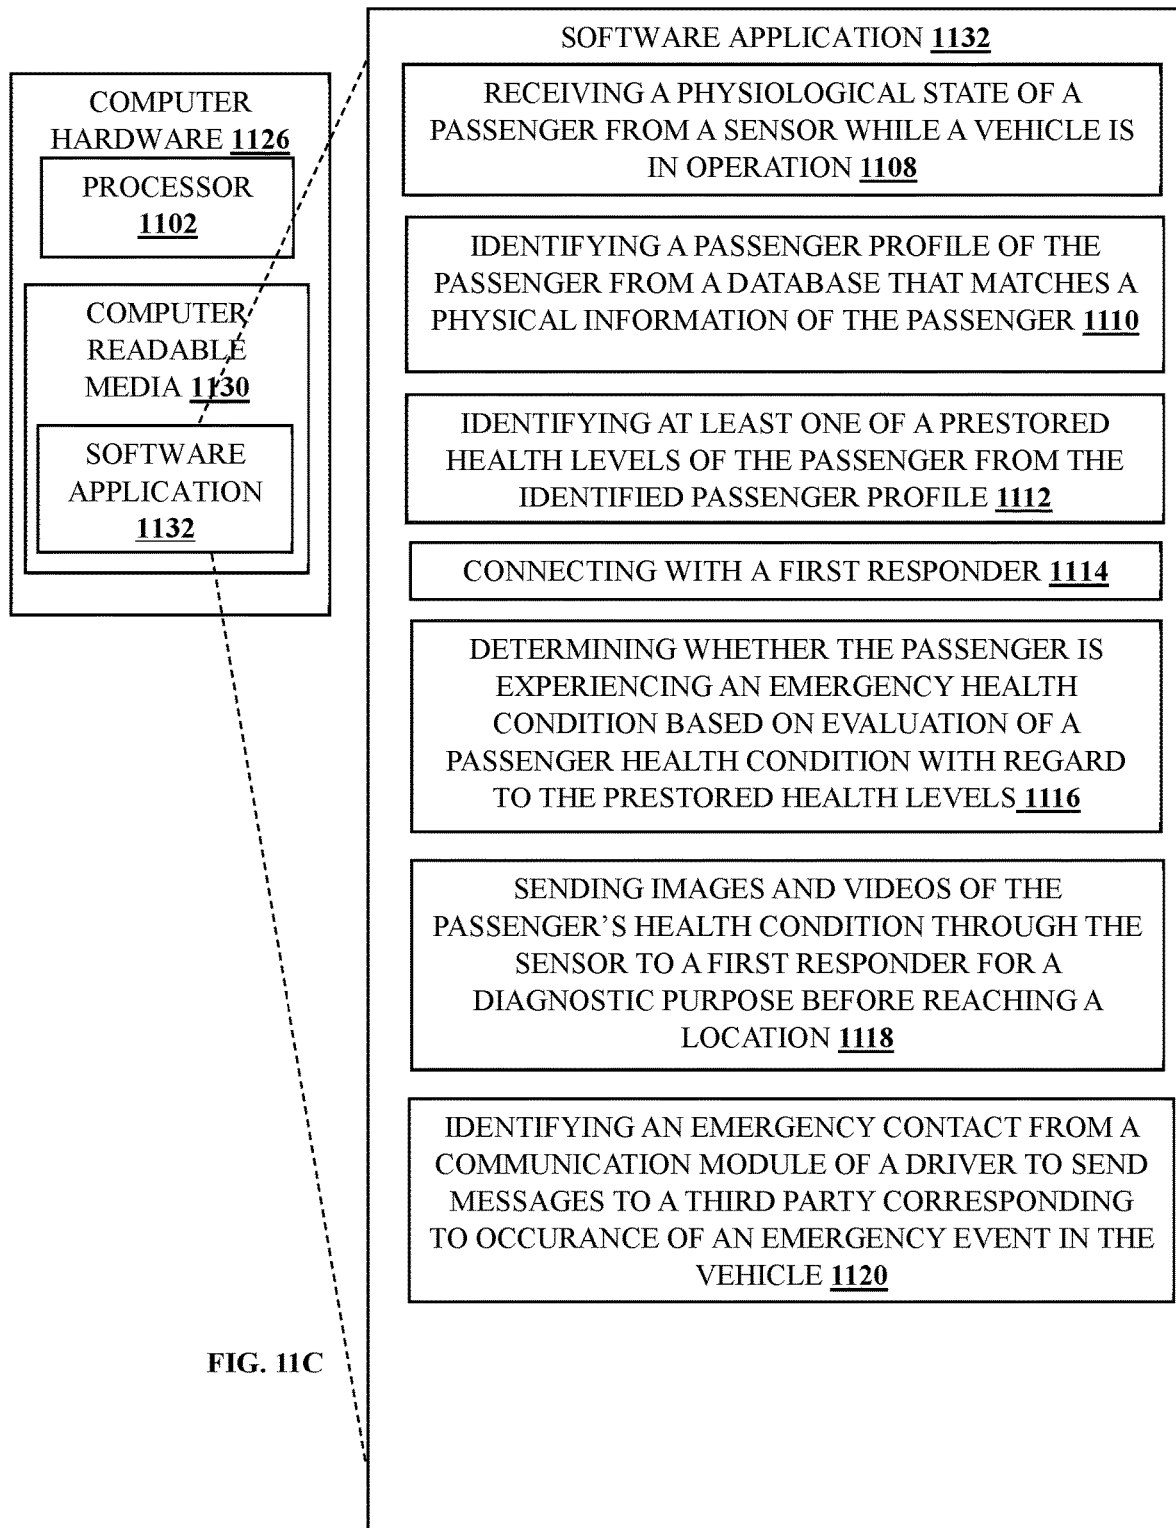 COMPUTER
HARDWARE 1126
PROCESSOR
1102
COMPUTER
READABLE
MEDIA 1130
SOFTWARE
APPLICATION
1132
SOFTWARE APPLICATION 1132
RECEIVING A PHYSIOLOGICAL STATE OF A
PASSENGER FROM A SENSOR WHILE A VEHICLE IS
IN OPERATION 1108
IDENTIFYING A PASSENGER PROFILE OF THE
PASSENGER FROM A DATABASE THAT MATCHES A
PHYSICAL INFORMATION OF THE PASSENGER 1110
IDENTIFYING AT LEAST ONE OF A PRESTORED
HEALTH LEVELS OF THE PASSENGER FROM THE
IDENTIFIED PASSENGER PROFILE 1112
CONNECTING WITH A FIRST RESPONDER 1114
DETERMINING WHETHER THE PASSENGER IS
EXPERIENCING AN EMERGENCY HEALTH
CONDITION BASED ON EVALUATION OF A
PASSENGER HEALTH CONDITION WITH REGARD
TO THE PRESTORED HEALTH LEVELS 1116
SENDING IMAGES AND VIDEOS OF THE
PASSENGER’S HEALTH CONDITION THROUGH THE
SENSOR TO A FIRST RESPONDER FOR A
DIAGNOSTIC PURPOSE BEFORE REACHING A
LOCATION 1118
IDENTIFYING AN EMERGENCY CONTACT FROM A
COMMUNICATION MODULE OF A DRIVER TO SEND
MESSAGES TO A THIRD PARTY CORRESPONDING
TO OCCURANCE OF AN EMERGENCY EVENT IN THE
VEHICLE 1120
FIG. 11C